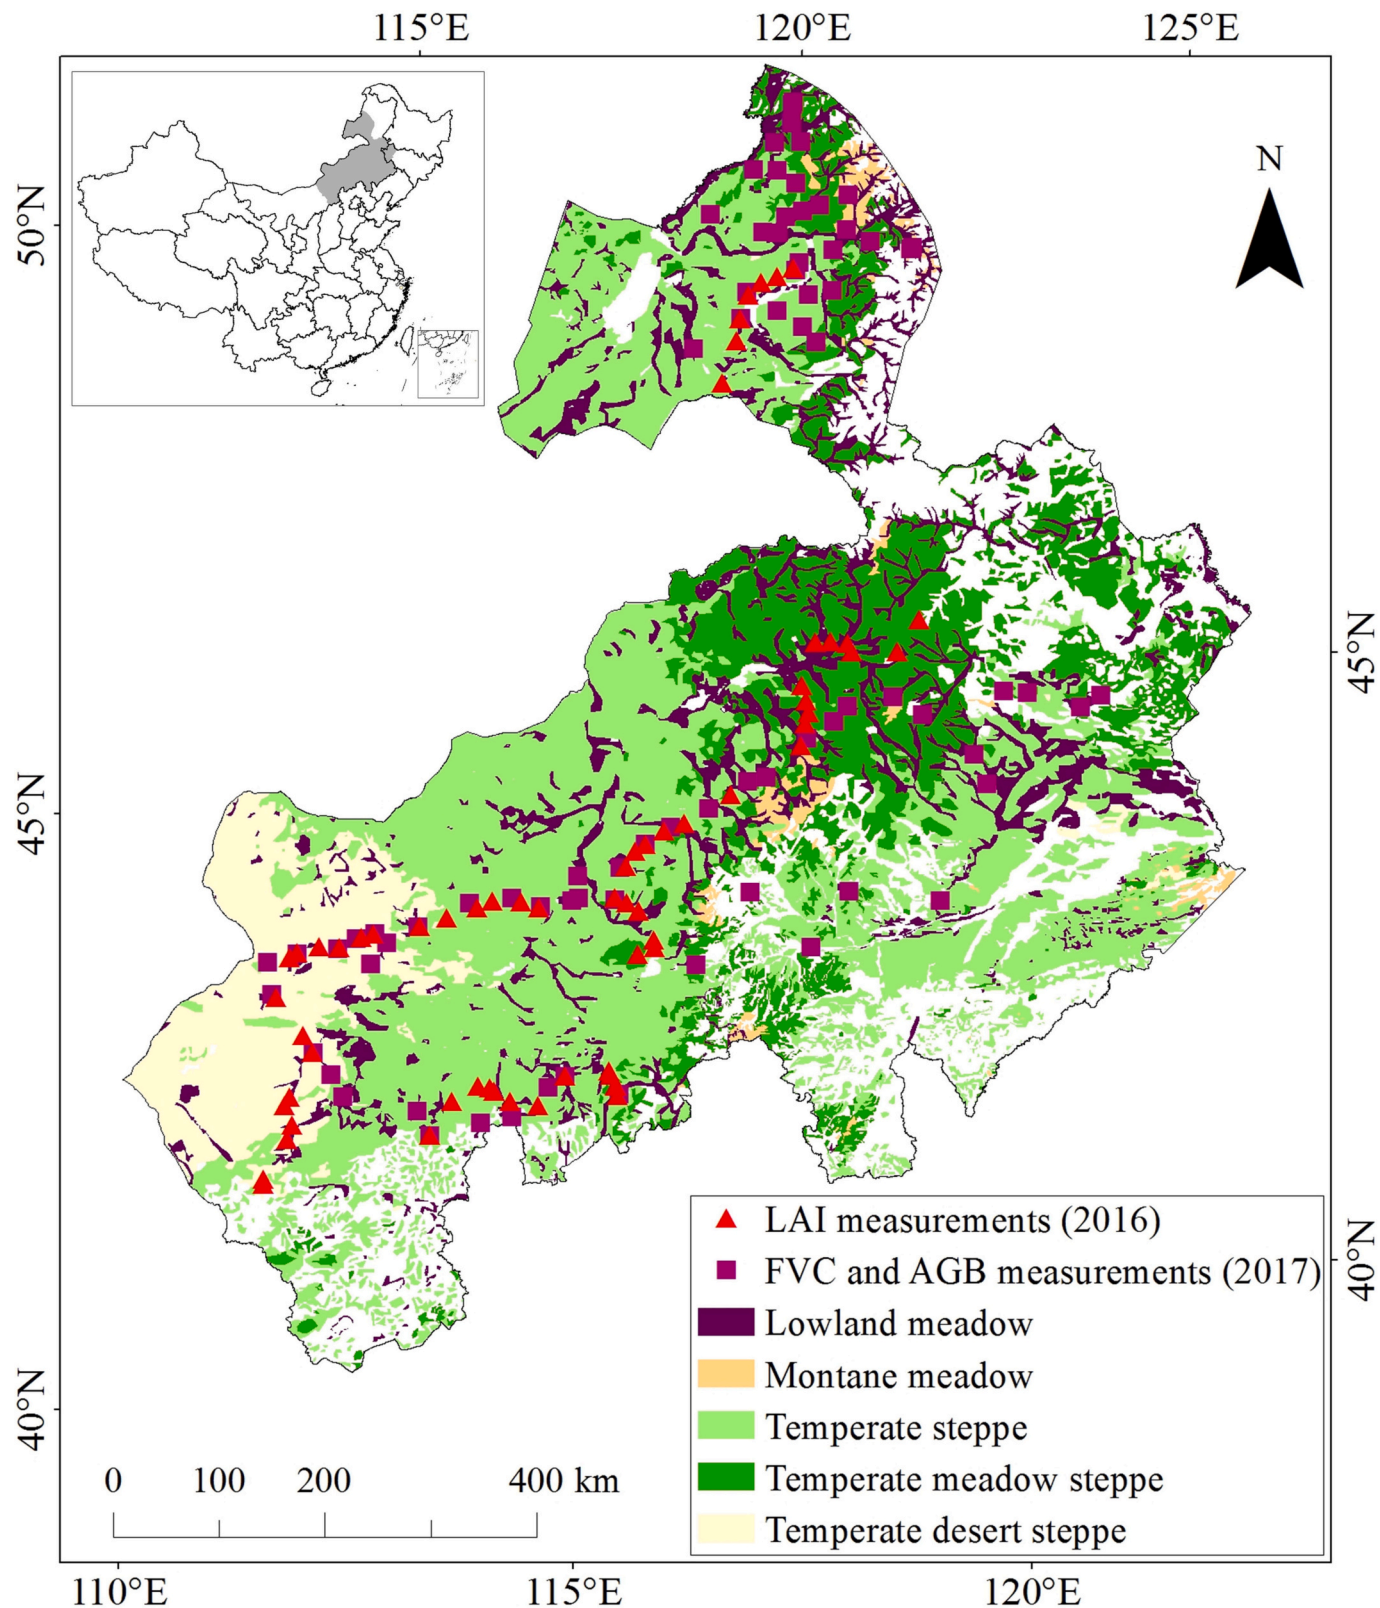 115°E 120°E 125°E
50°N
N
45°N
45°N
40°N
40°N
LAI measurements (2016)
FVC and AGB measurements (2017)
Lowland meadow
Montane meadow
Temperate steppe
Temperate meadow steppe
Temperate desert steppe
0 100 200 400 km
110°E 115°E 120°E